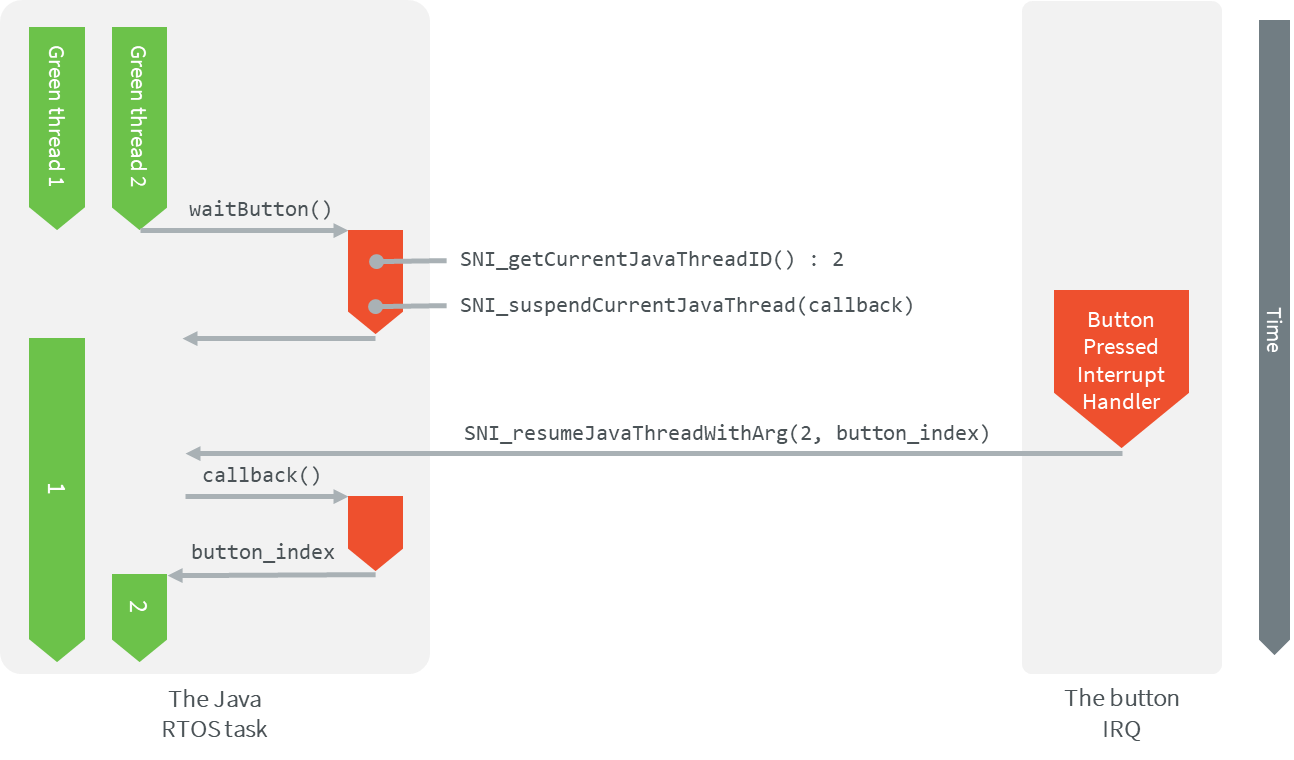 Green thread 1
Green thread 2
waitButton()
SNI_getCurrentJavaThreadID() : 2
SNI_suspendCurrentJavaThread(callback)
Button
Pressed
Interrupt
Handler
Time
SNI_resumeJavaThreadWithArg(2, button_index)
callback()
1
button_index
2
The Java
RTOS task
The button
IRQ